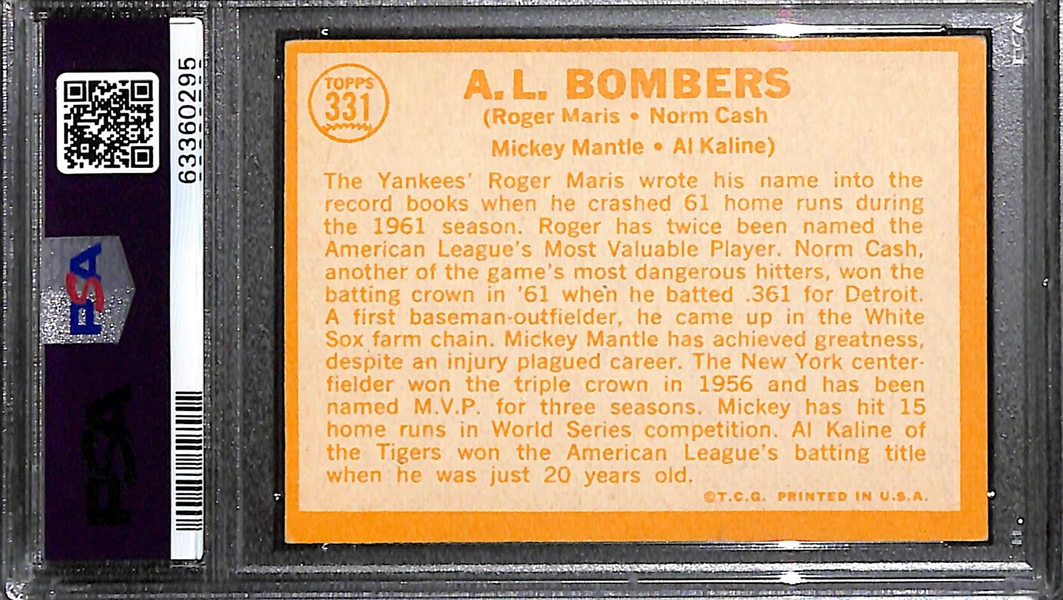 63360295
PSA
PSA
TOPPS
331
A.L. BOMBERS
(Roger Maris • Norm Cash
Mickey Mantle • Al Kaline)
The Yankees' Roger Maris wrote his name into the
record books when he crashed 61 home runs during
the 1961 season. Roger has twice been named the
American League's Most Valuable Player. Norm Cash,
another of the game's most dangerous hitters, won the
batting crown in '61 when he batted .361 for Detroit.
A first baseman-outfielder, he came up in the White
Sox farm chain. Mickey Mantle has achieved greatness,
despite an injury plagued career. The New York center-
fielder won the triple crown in 1956 and has been
named M.V.P. for three seasons. Mickey has hit 15
home runs in World Series competition. Al Kaline of
the Tigers won the American League's batting title
when he was just 20 years old.
©T.C.G. PRINTED IN U.S.A.